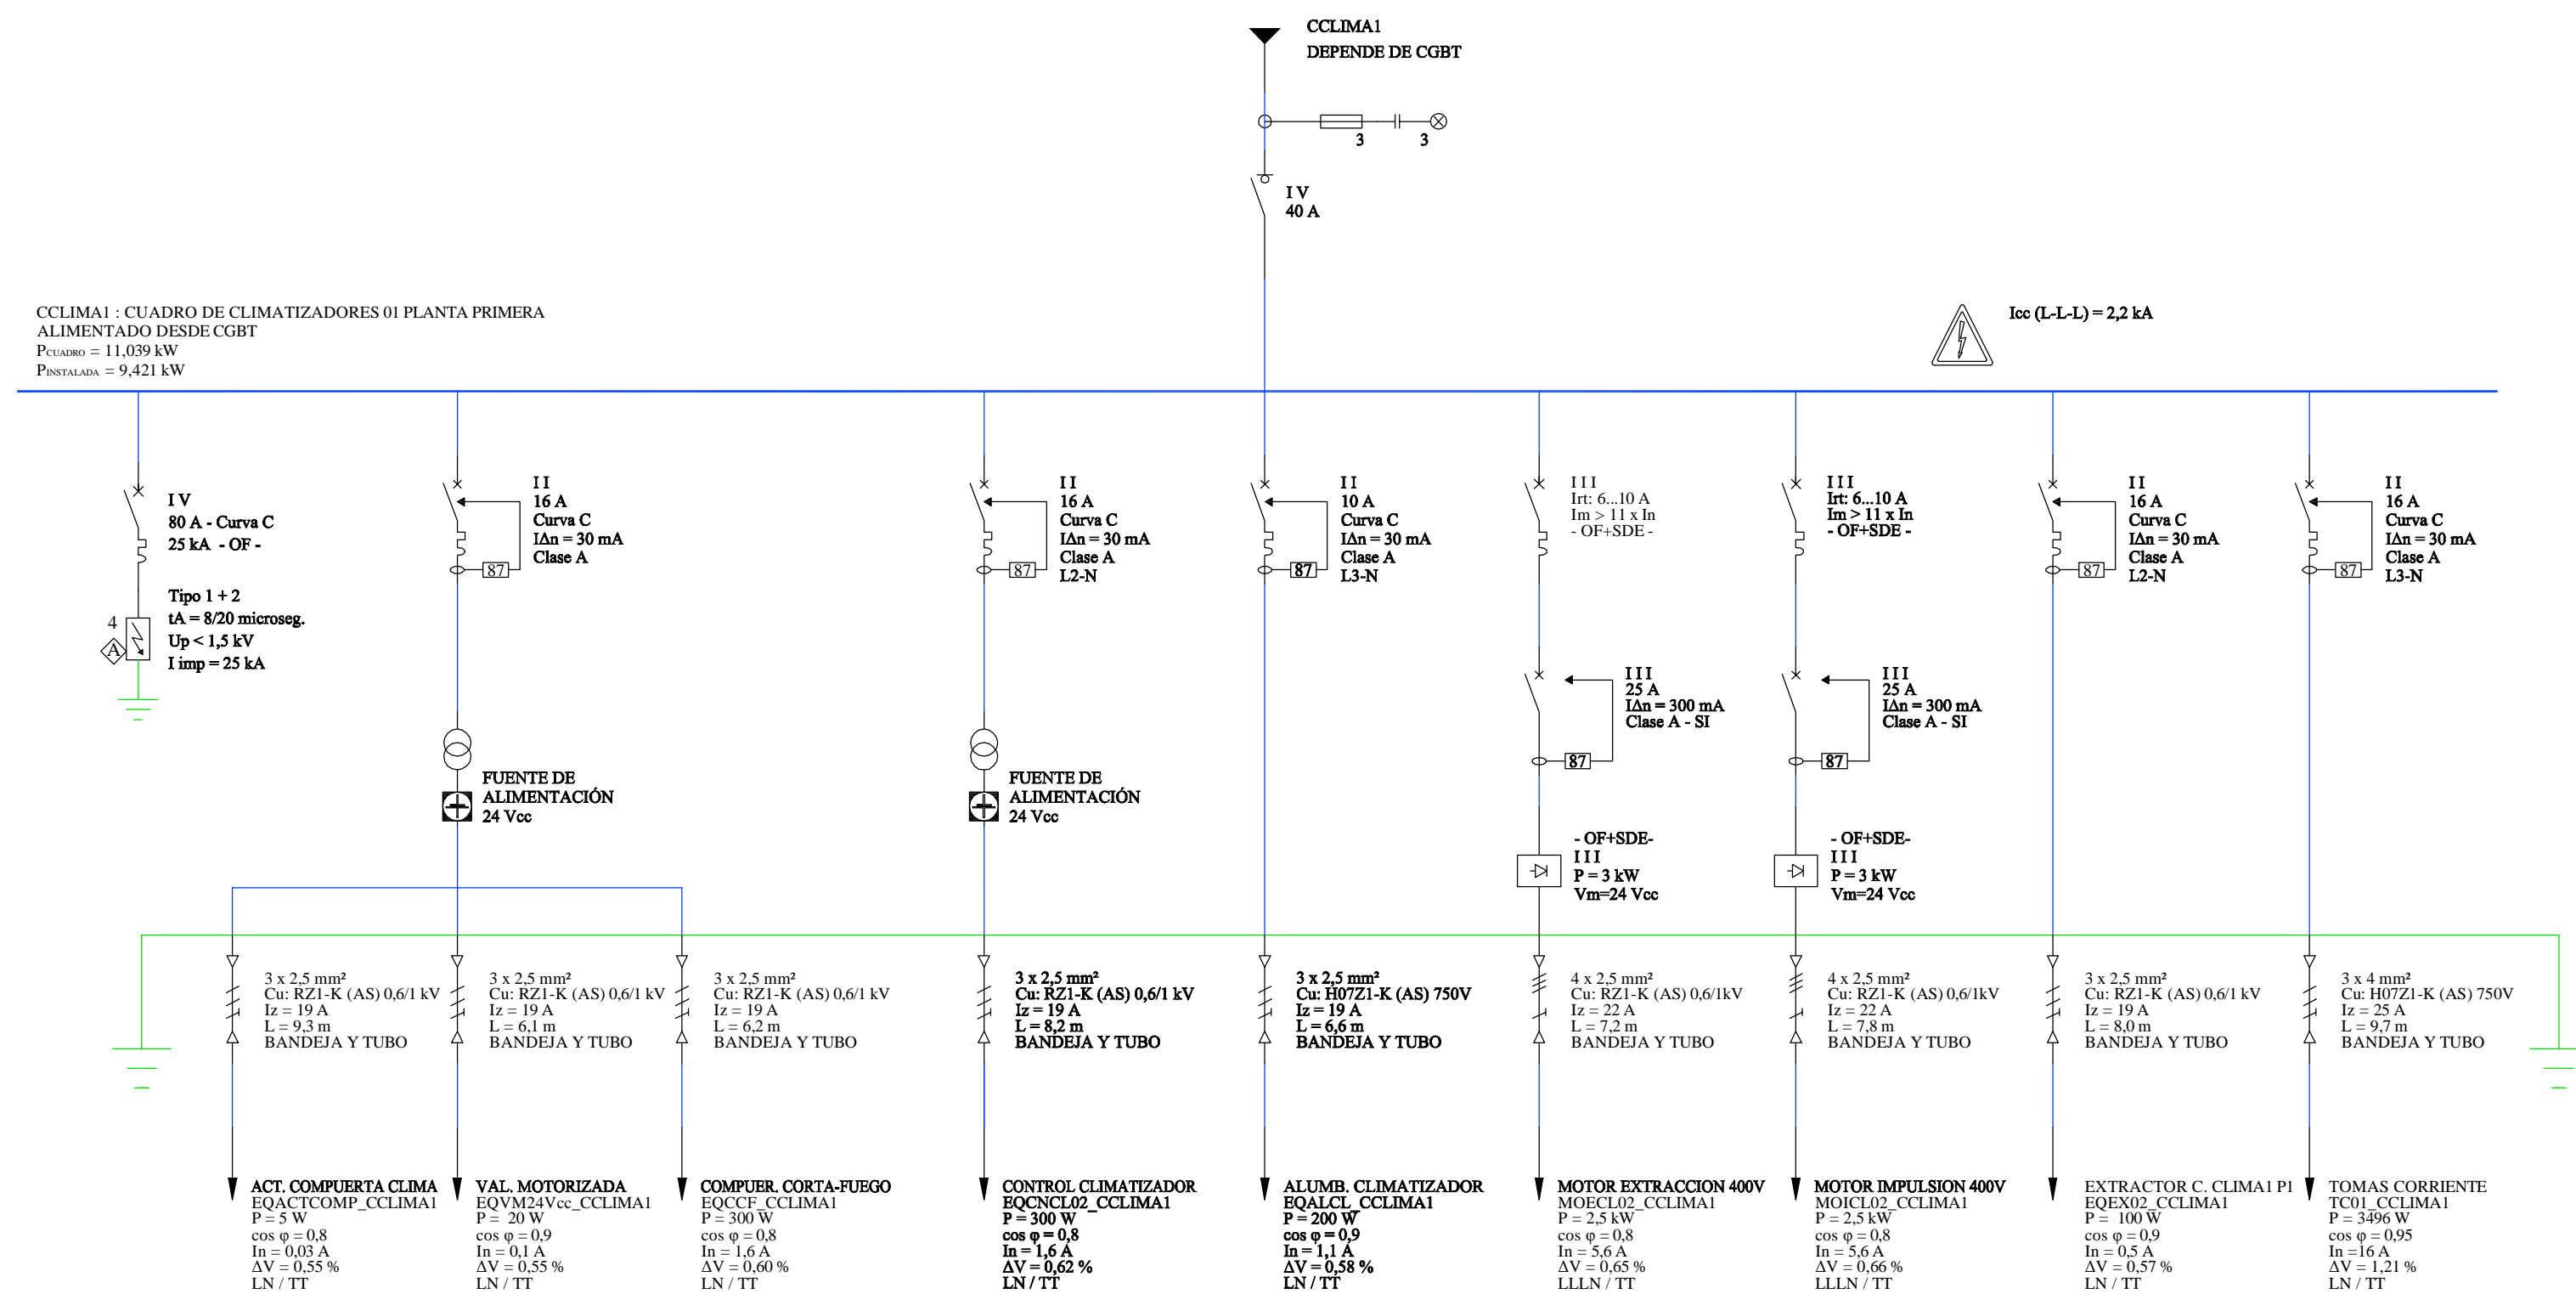 CCLIMA1
DEPENDE DE CGBT
3
3
I V
40 A
CCLIMA1 : CUADRO DE CLIMATIZADORES 01 PLANTA PRIMERA
ALIMENTADO DESDE CGBT
PCUADRO = 11,039 kW
PINSTALADA = 9,421 kW
Icc (L-L-L) = 2,2 kA
I V
80 A - Curva C
25 kA - OF -
Tipo 1 + 2
tA = 8/20 microseg.
Up < 1,5 kV
I imp = 25 kA
4
A
I I
16 A
Curva C
IΔn = 30 mA
Clase A
87
FUENTE DE
ALIMENTACIÓN
24 Vcc
I I
16 A
Curva C
IΔn = 30 mA
Clase A
L2-N
87
FUENTE DE
ALIMENTACIÓN
24 Vcc
I I
10 A
Curva C
IΔn = 30 mA
Clase A
L3-N
87
I I I
Irt: 6...10 A
Im > 11 x In
- OF+SDE -
I I I
25 A
IΔn = 300 mA
Clase A - SI
87
- OF+SDE-
I I I
P = 3 kW
Vm=24 Vcc
I I I
Irt: 6...10 A
Im > 11 x In
- OF+SDE -
I I I
25 A
IΔn = 300 mA
Clase A - SI
87
- OF+SDE-
I I I
P = 3 kW
Vm=24 Vcc
I I
16 A
Curva C
IΔn = 30 mA
Clase A
L2-N
87
I I
16 A
Curva C
IΔn = 30 mA
Clase A
L3-N
87
3 x 2,5 mm²
Cu: RZ1-K (AS) 0,6/1 kV
Iz = 19 A
L = 9,3 m
BANDEJA Y TUBO
3 x 2,5 mm²
Cu: RZ1-K (AS) 0,6/1 kV
Iz = 19 A
L = 6,1 m
BANDEJA Y TUBO
3 x 2,5 mm²
Cu: RZ1-K (AS) 0,6/1 kV
Iz = 19 A
L = 6,2 m
BANDEJA Y TUBO
3 x 2,5 mm²
Cu: RZ1-K (AS) 0,6/1 kV
Iz = 19 A
L = 8,2 m
BANDEJA Y TUBO
3 x 2,5 mm²
Cu: H07Z1-K (AS) 750V
Iz = 19 A
L = 6,6 m
BANDEJA Y TUBO
4 x 2,5 mm²
Cu: RZ1-K (AS) 0,6/1kV
Iz = 22 A
L = 7,2 m
BANDEJA Y TUBO
4 x 2,5 mm²
Cu: RZ1-K (AS) 0,6/1kV
Iz = 22 A
L = 7,8 m
BANDEJA Y TUBO
3 x 2,5 mm²
Cu: RZ1-K (AS) 0,6/1 kV
Iz = 19 A
L = 8,0 m
BANDEJA Y TUBO
3 x 4 mm²
Cu: H07Z1-K (AS) 750V
Iz = 25 A
L = 9,7 m
BANDEJA Y TUBO
ACT. COMPUERTA CLIMA
EQACTCOMP_CCLIMA1
P = 5 W
cos φ = 0,8
In = 0,03 A
ΔV = 0,55 %
LN / TT
VAL. MOTORIZADA
EQVM24Vcc_CCLIMA1
P = 20 W
cos φ = 0,9
In = 0,1 A
ΔV = 0,55 %
LN / TT
COMPUER. CORTA-FUEGO
EQCCF_CCLIMA1
P = 300 W
cos φ = 0,8
In = 1,6 A
ΔV = 0,60 %
LN / TT
CONTROL CLIMATIZADOR
EQCNCL02_CCLIMA1
P = 300 W
cos φ = 0,8
In = 1,6 A
ΔV = 0,62 %
LN / TT
ALUMB. CLIMATIZADOR
EQALCL_CCLIMA1
P = 200 W
cos φ = 0,9
In = 1,1 A
ΔV = 0,58 %
LN / TT
MOTOR EXTRACCION 400V
MOECL02_CCLIMA1
P = 2,5 kW
cos φ = 0,8
In = 5,6 A
ΔV = 0,65 %
LLLN / TT
MOTOR IMPULSION 400V
MOICL02_CCLIMA1
P = 2,5 kW
cos φ = 0,8
In = 5,6 A
ΔV = 0,66 %
LLLN / TT
EXTRACTOR C. CLIMA1 P1
EQEX02_CCLIMA1
P = 100 W
cos φ = 0,9
In = 0,5 A
ΔV = 0,57 %
LN / TT
TOMAS CORRIENTE
TC01_CCLIMA1
P = 3496 W
cos φ = 0,95
In =16 A
ΔV = 1,21 %
LN / TT